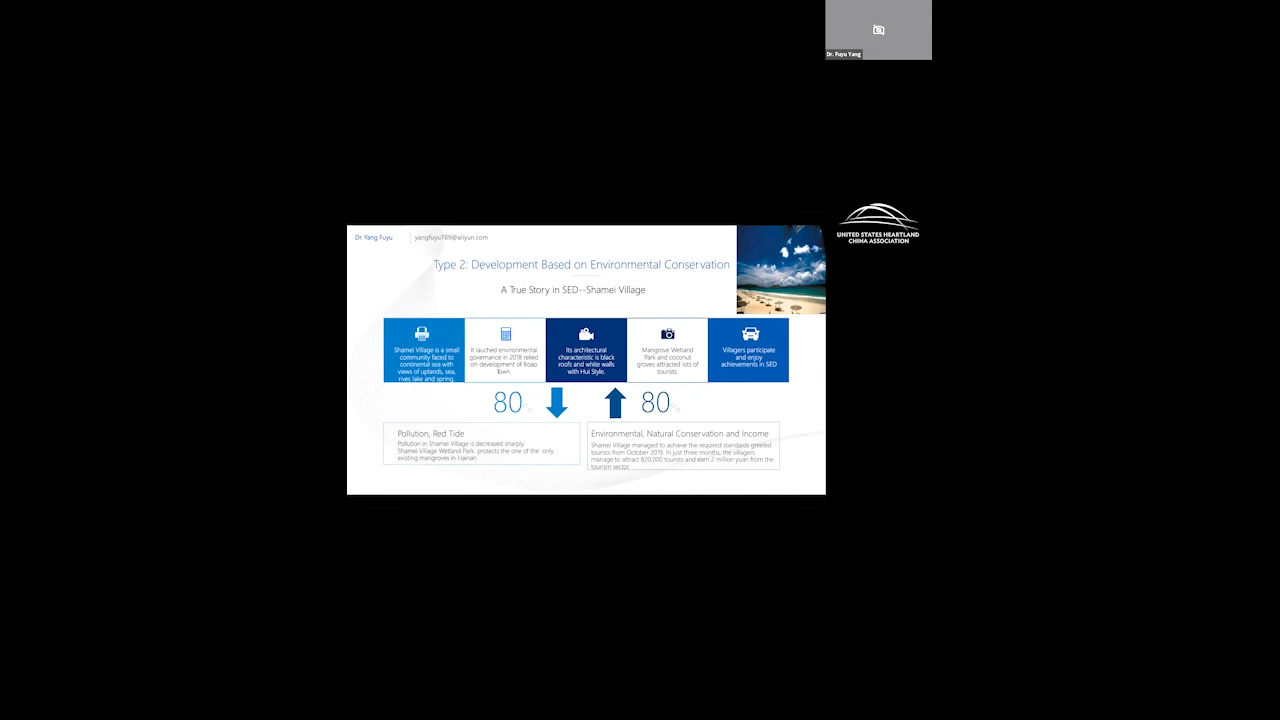 Dr. Fuyu Yang
UNITED STATES HEARTLAND
CHINA ASSOCIATION
Dr. Yang Fuyu
yangfuyu789@aliyun.com
Type 2: Development Based on Environmental Conservation
A True Story in SED--Shamei Village
Shamei Village is a small
community faced to
continental sea with
views of uplands, sea,
river, lake and spring.
It lauched environmental
governance in 2018 relied
on development of Boao
Town.
Its architectural
characteristic is black
roofs and white walls
with Hui Style.
Mangrove Wetland
Park and coconut
groves attracted lots of
tourists.
Villagers participate
and enjoy
achievements in SED
80%
80%
Pollution, Red Tide
Pollution in Shamei Village is decreased sharply.
Shamei Village Wetland Park protects the one of the only
existing mangroves in Hainan.
Environmental, Natural Conservation and Income
Shamei Village managed to achieve the required standards greeted
tourists from October 2019. In just three months, the villagers
manage to attract 820,000 tourists and earn 2 million yuan from the
tourism sector.